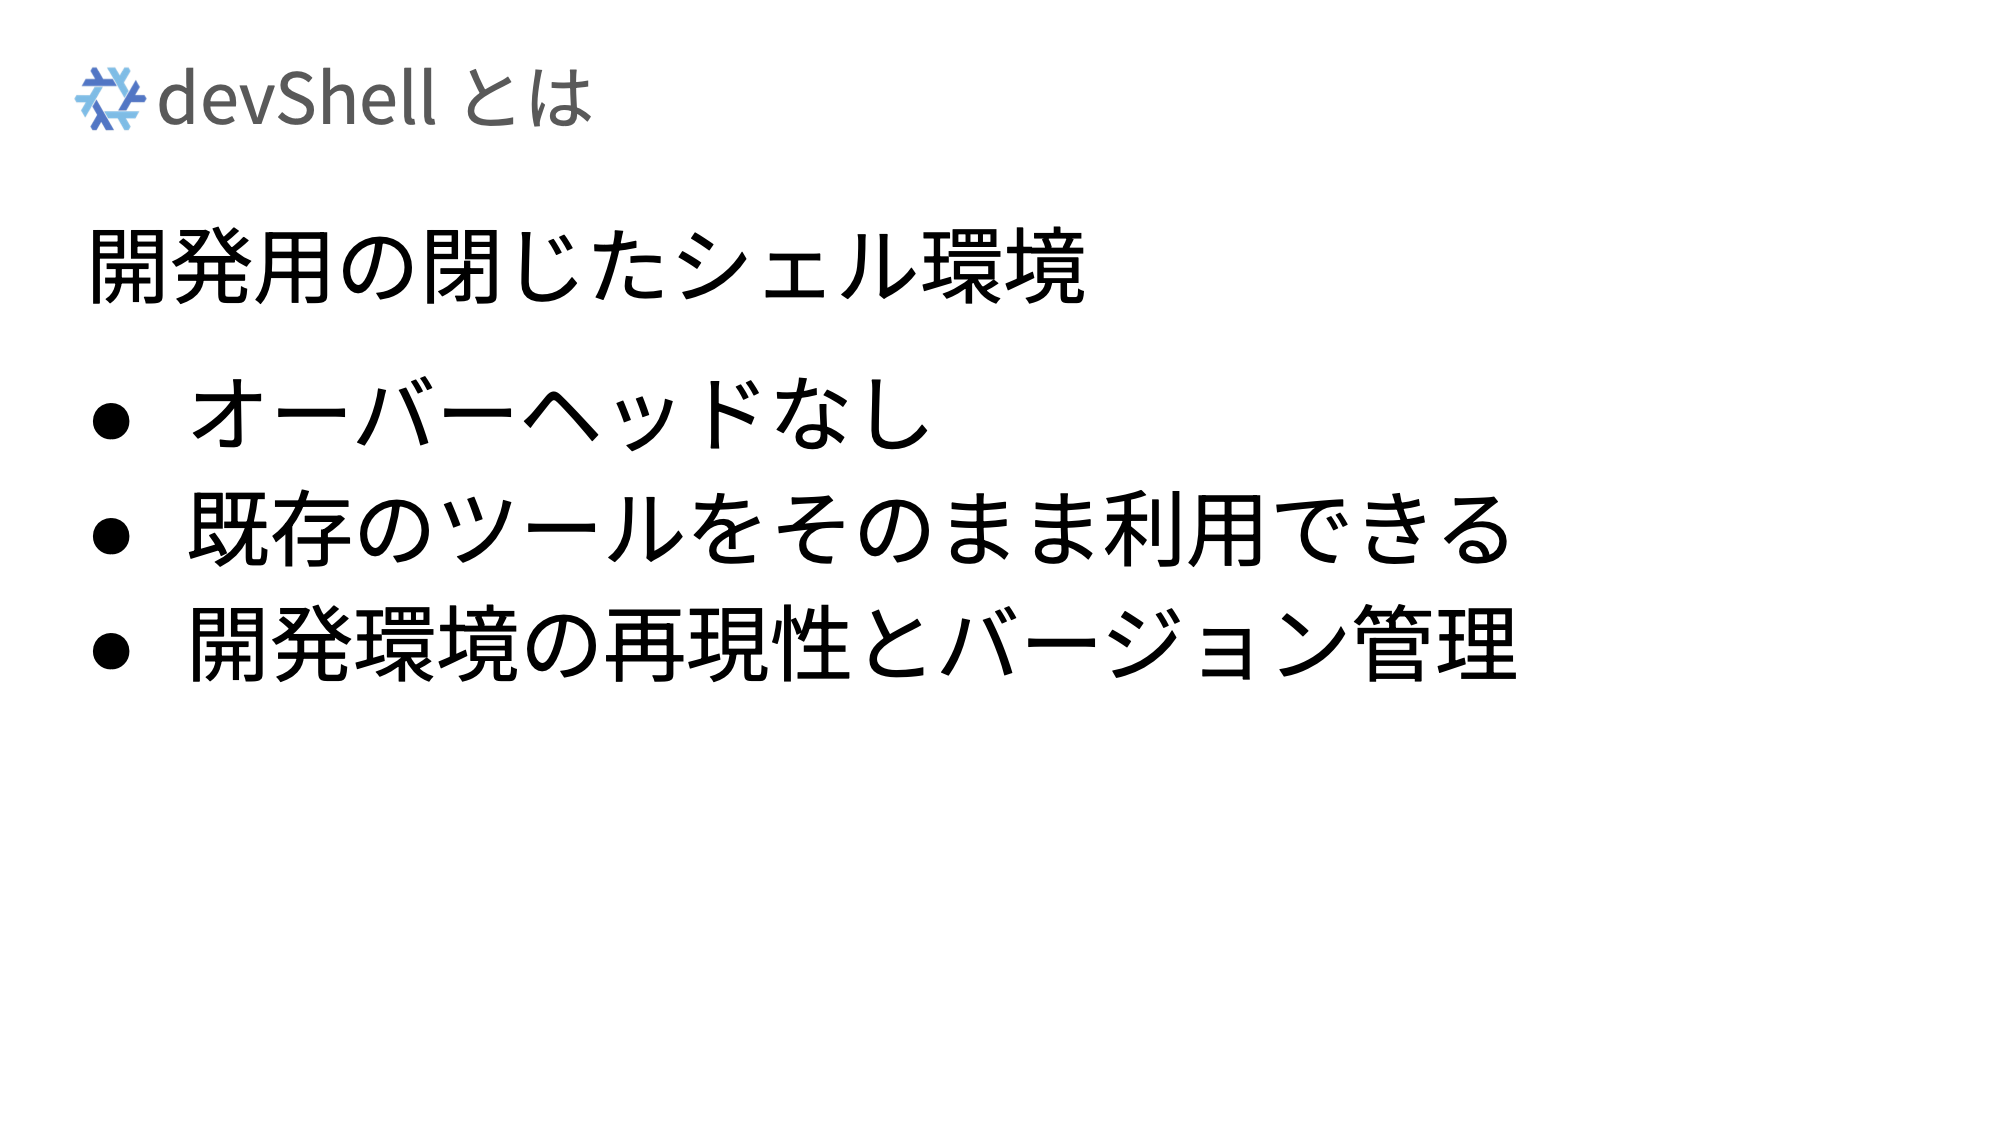 devShell とは
開発用の閉じたシェル環境
● オーバーヘッドなし
● 既存のツールをそのまま利用できる
● 開発環境の再現性とバージョン管理